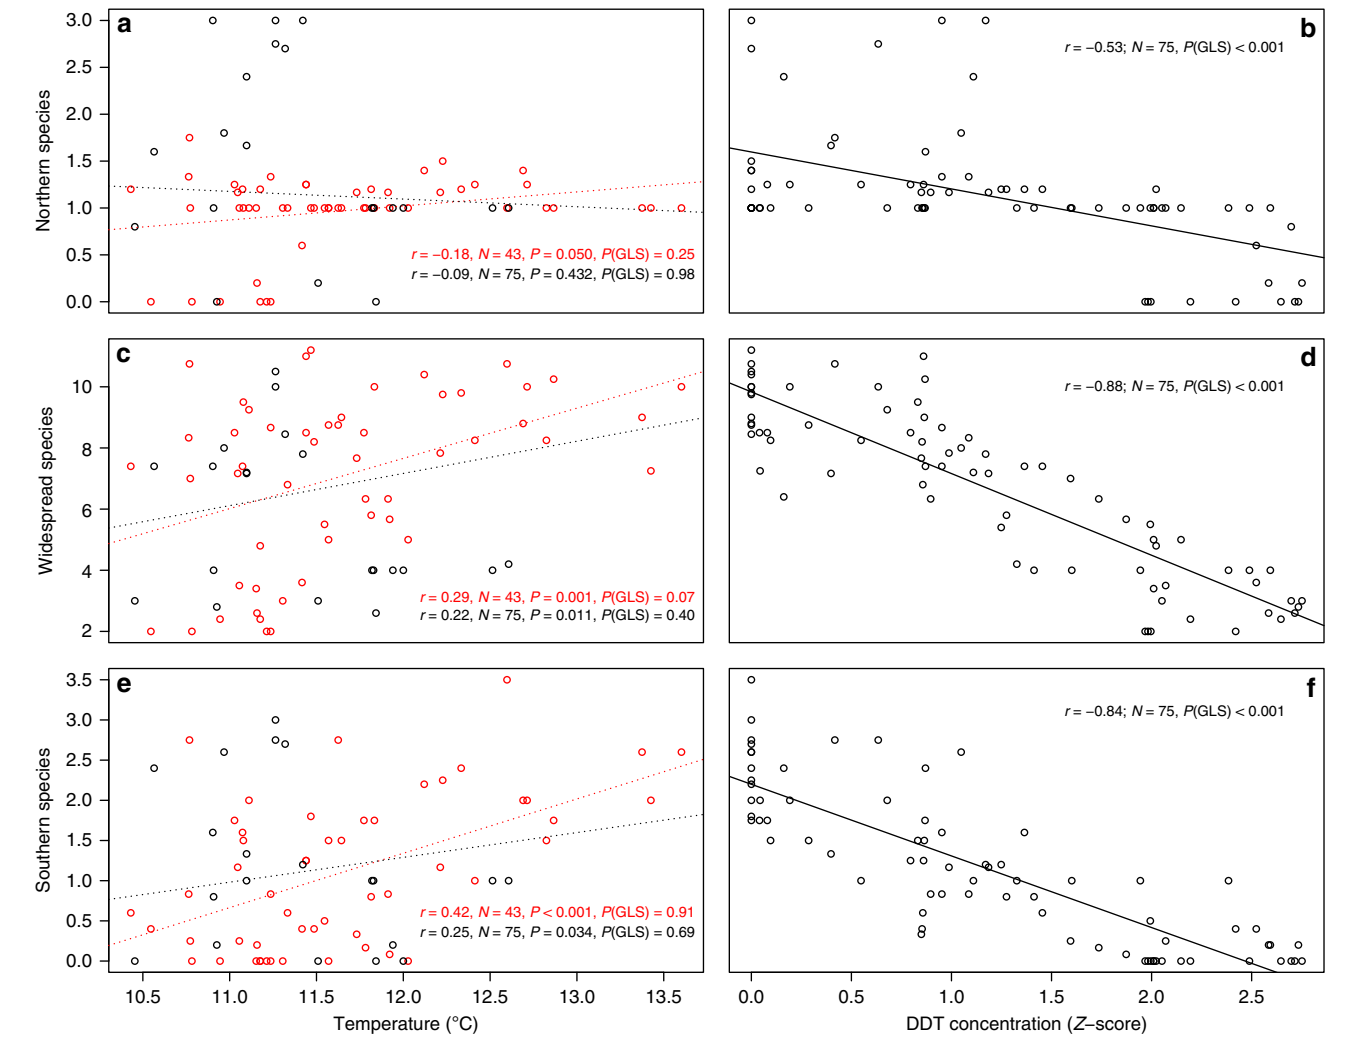 a
3.0
2.5
2.0
1.5
1.0
0.5
0.0
Northern species
r = −0.18, N = 43, P = 0.050, P(GLS) = 0.25
r = −0.09, N = 75, P = 0.432, P(GLS) = 0.98
b
r = −0.53; N = 75, P(GLS) < 0.001
c
10
8
6
4
2
Widespread species
r = 0.29, N = 43, P = 0.001, P(GLS) = 0.07
r = 0.22, N = 75, P = 0.011, P(GLS) = 0.40
d
r = −0.88; N = 75, P(GLS) < 0.001
e
3.5
3.0
2.5
2.0
1.5
1.0
0.5
0.0
Southern species
r = 0.42, N = 43, P < 0.001, P(GLS) = 0.91
r = 0.25, N = 75, P = 0.034, P(GLS) = 0.69
10.5 11.0 11.5 12.0 12.5 13.0 13.5
Temperature (°C)
f
r = −0.84; N = 75, P(GLS) < 0.001
0.0 0.5 1.0 1.5 2.0 2.5
DDT concentration (Z−score)